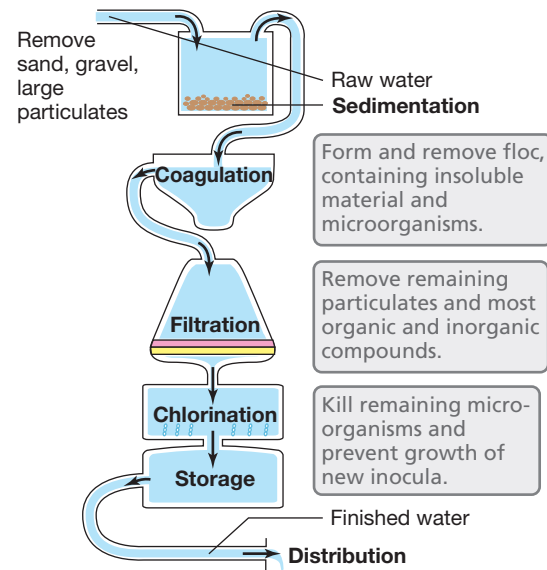 Remove
sand, gravel,
large
particulates
Raw water
Sedimentation
Coagulation
Form and remove floc,
containing insoluble
material and
microorganisms.
Filtration
Remove remaining
particulates and most
organic and inorganic
compounds.
Chlorination
Kill remaining micro-
organisms and
prevent growth of
new inocula.
Storage
Finished water
Distribution